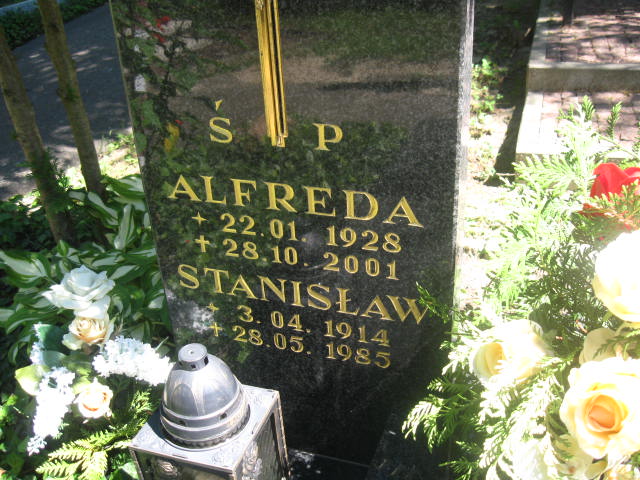 Ś P
ALFREDA
+ 22.01.1928
+ 28.10.2001
STANISŁAW
+ 3.04.1914
+ 28.05.1985